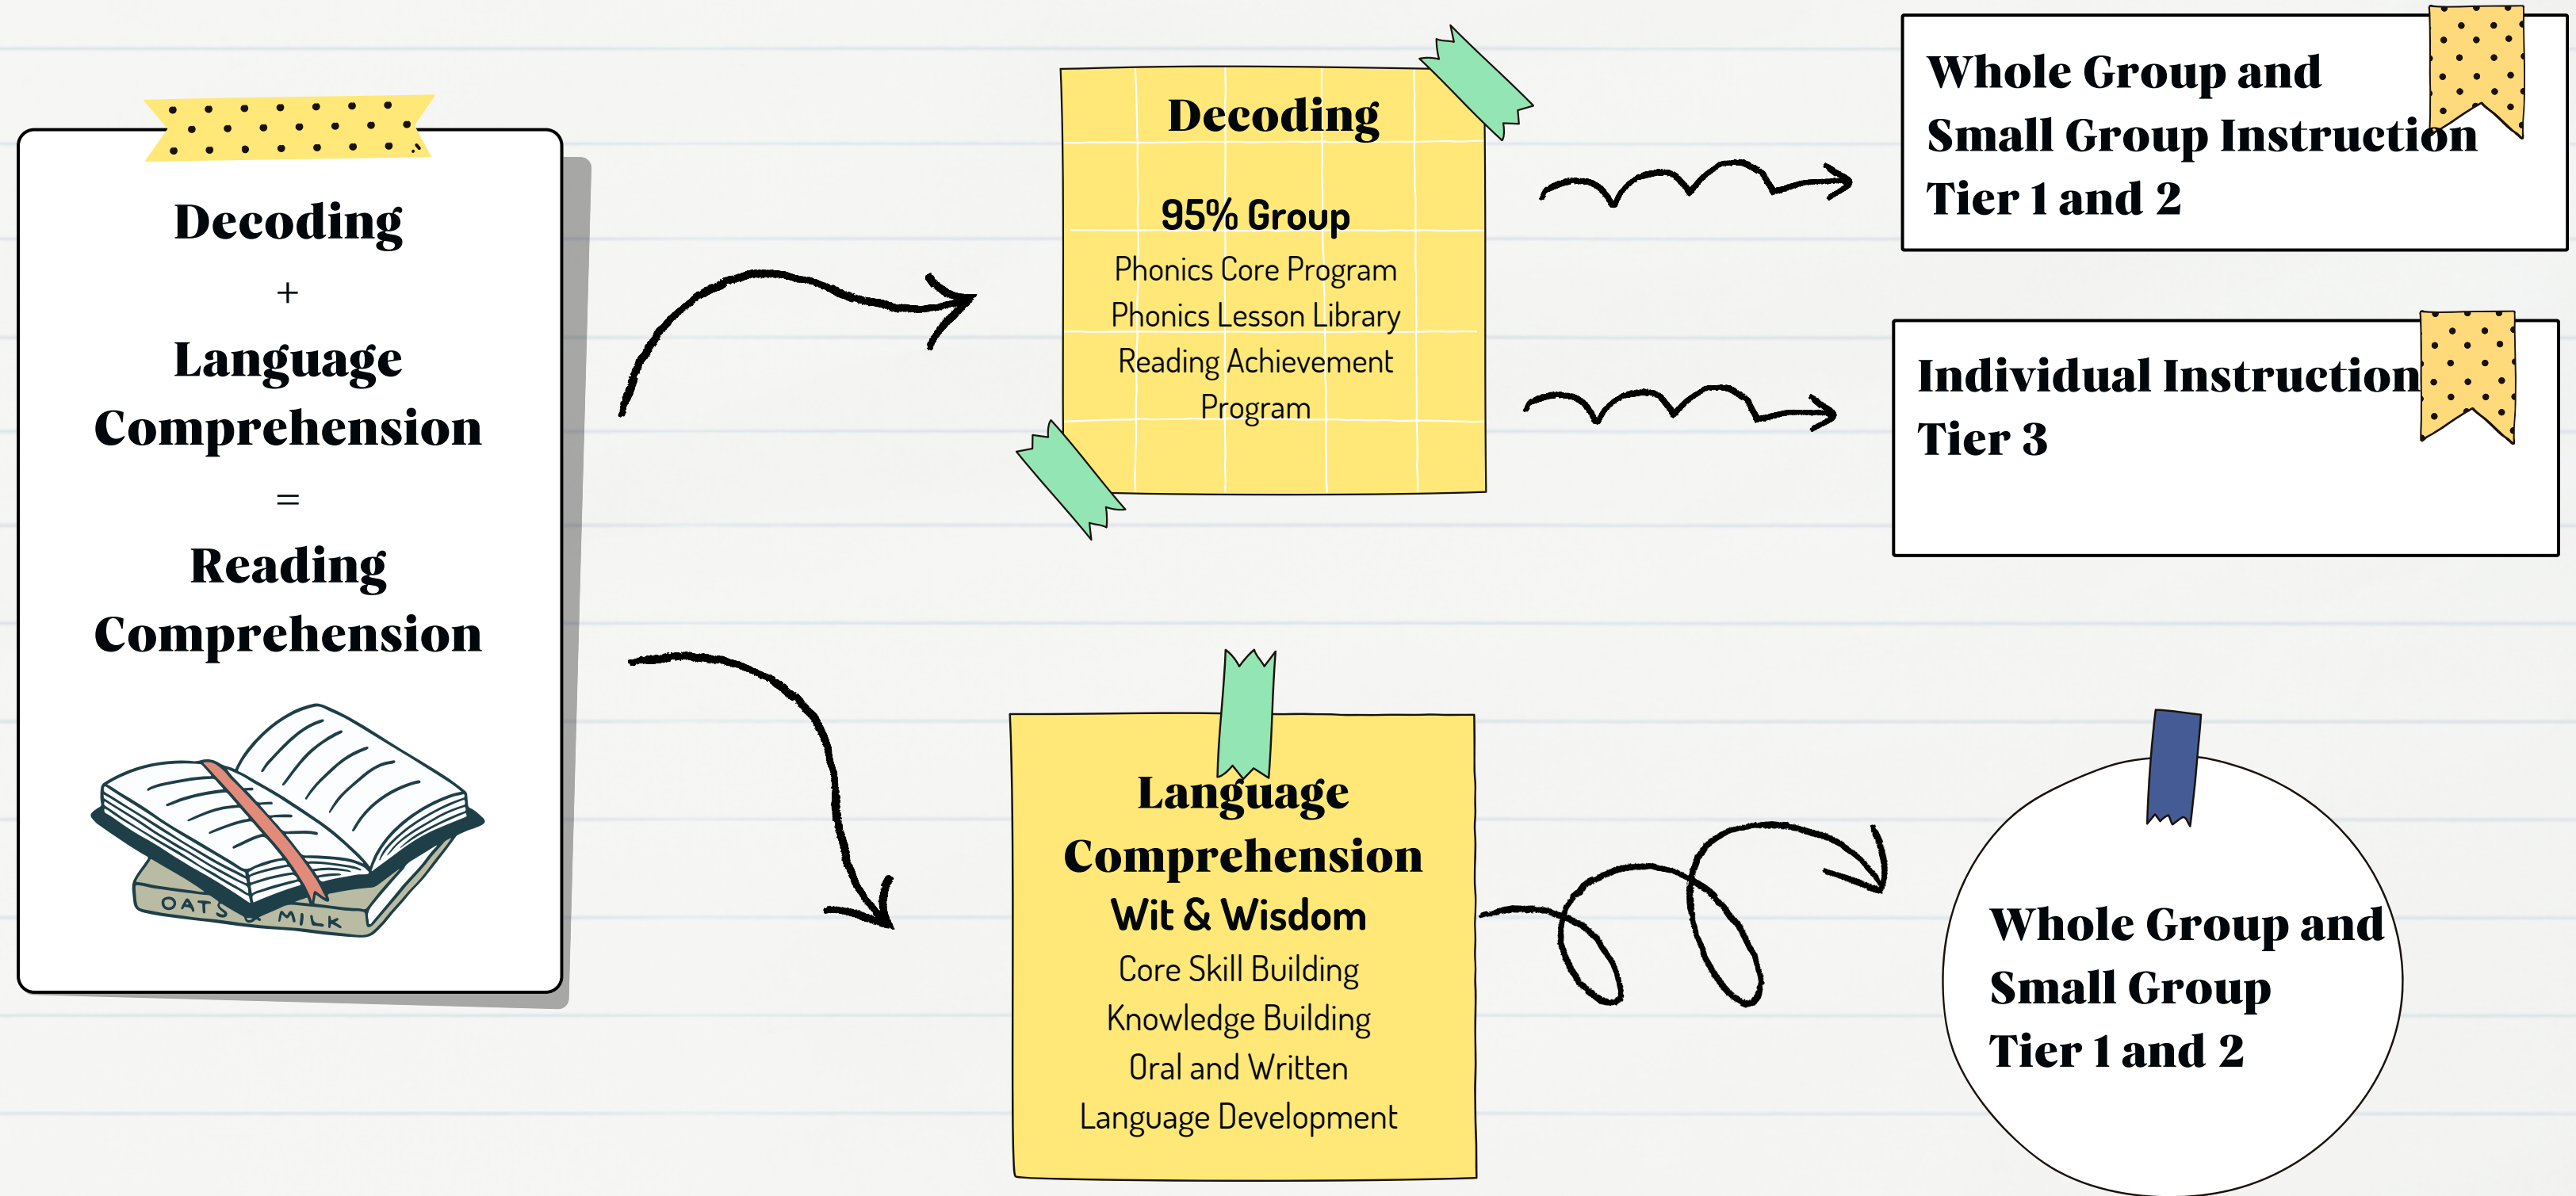 Decoding
+
Language
Comprehension
=
Reading
Comprehension
OATS & MILK
Decoding
95% Group
Phonics Core Program
Phonics Lesson Library
Reading Achievement
Program
Whole Group and
Small Group Instruction
Tier 1 and 2
Individual Instruction
Tier 3
Language
Comprehension
Wit & Wisdom
Core Skill Building
Knowledge Building
Oral and Written
Language Development
Whole Group and
Small Group
Tier 1 and 2